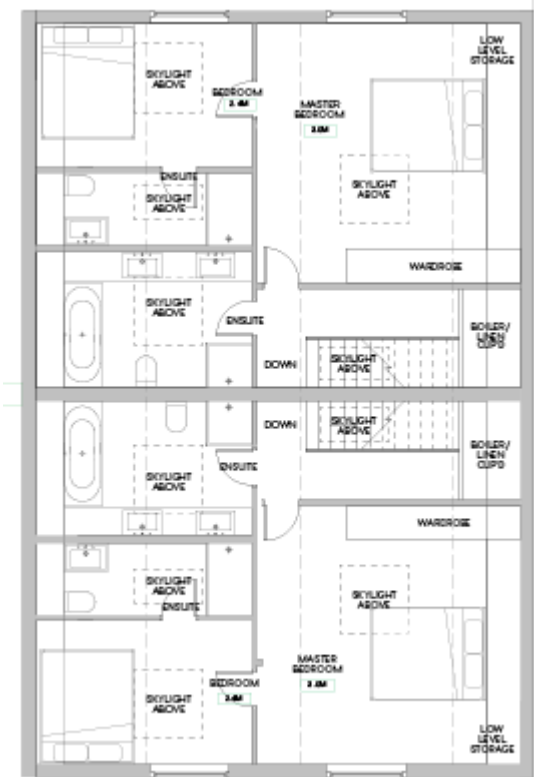 LOW
LEVEL
STORAGE
SKYLIGHT
ABOVE
BEDROOM
MASTER
BEDROOM
ENSUITE
SKYLIGHT
ABOVE
SKYLIGHT
ABOVE
WARDROBE
SKYLIGHT
ABOVE
ENSUITE
BOILER/
LINEN
CUPD
DOWN
SKYLIGHT
ABOVE
DOWN
SKYLIGHT
ABOVE
BOILER/
LINEN
CUPD
ENSUITE
SKYLIGHT
ABOVE
WARDROBE
SKYLIGHT
ABOVE
ENSUITE
SKYLIGHT
ABOVE
MASTER
BEDROOM
BEDROOM
SKYLIGHT
ABOVE
LOW
LEVEL
STORAGE